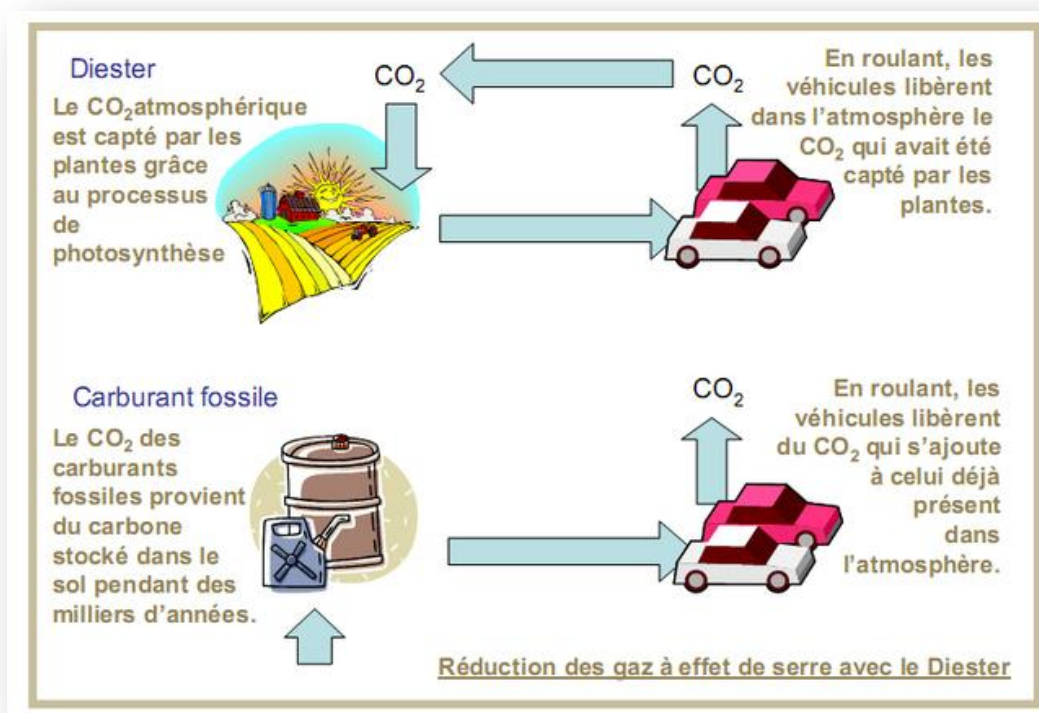 Diester
Le CO₂atmosphérique
est capté par les
plantes grâce
au processus
de
photosynthèse
CO₂
CO₂
En roulant, les
véhicules libèrent
dans l'atmosphère le
CO₂ qui avait été
capté par les
plantes.
Carburant fossile
Le CO₂ des
carburants
fossiles provient
du carbone
stocké dans le
sol pendant des
milliers d'années.
CO₂
En roulant, les
véhicules libèrent
du CO₂ qui s'ajoute
à celui déjà
présent
dans
l'atmosphère.
Réduction des gaz à effet de serre avec le Diester